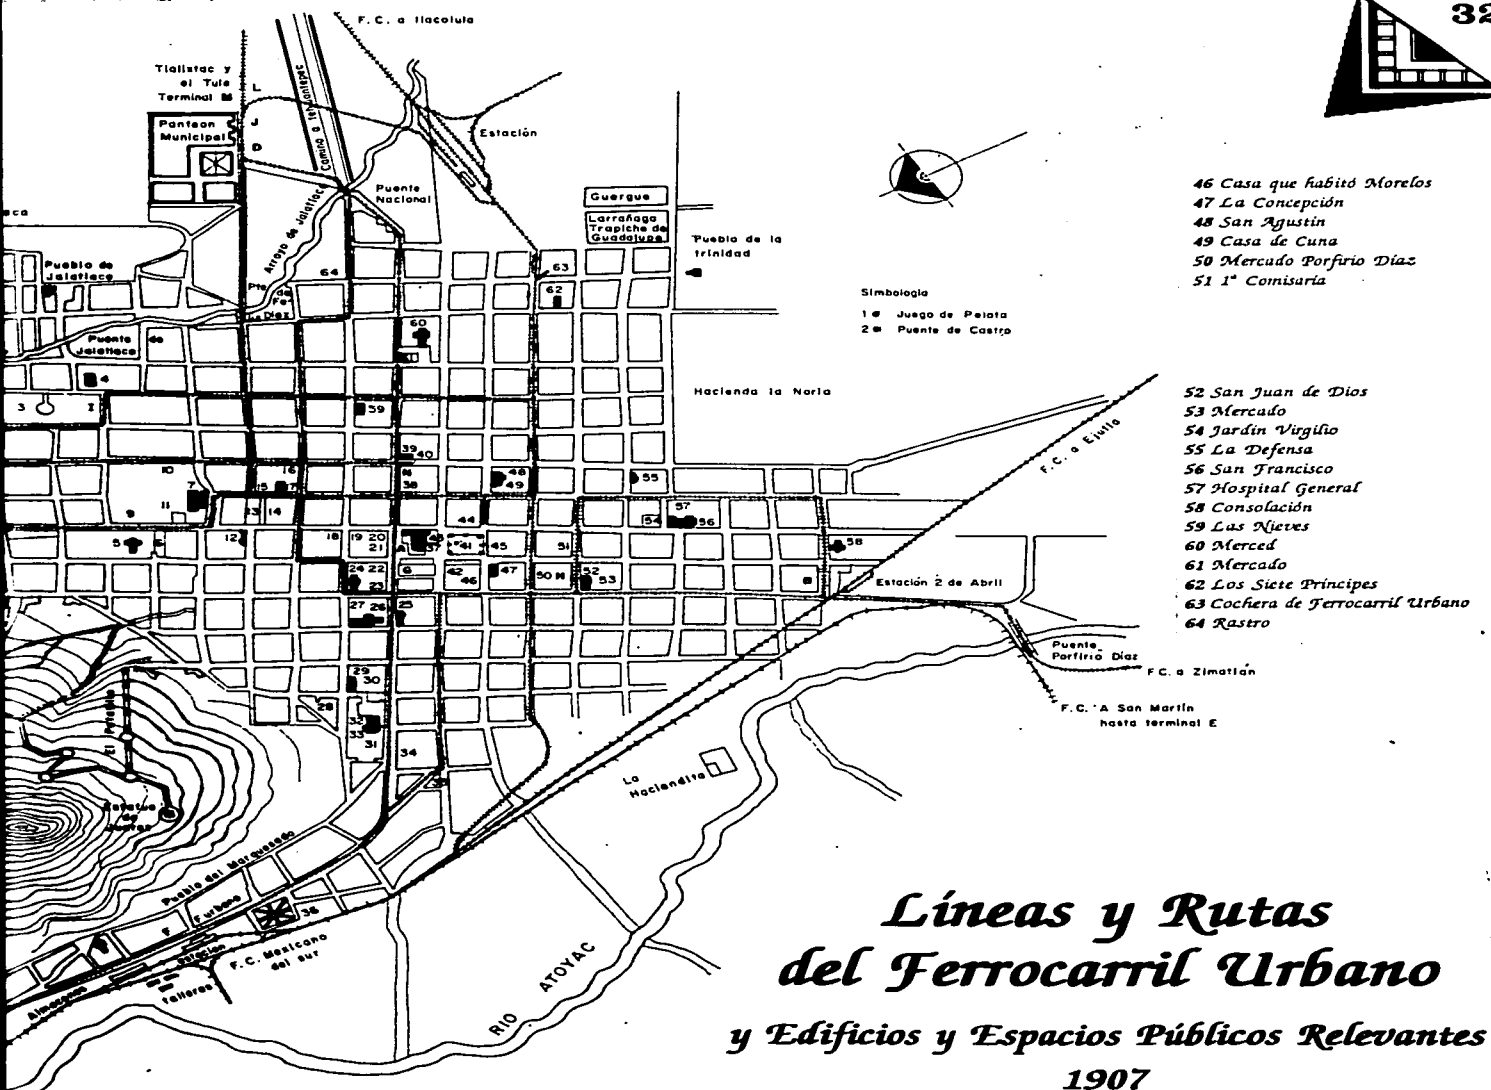 32
F.C. a tlacolula
Tlalixtac y
el Tule
Terminal M
L
J
D
Panteon
Municipal
Camino a tehuantepec
Estación
Puente
Nacional
Arroyo de Jalatlaco
Guergue
Larrañaga
Trapiche de
Guadalupe
Pueblo de la
trinidad
Pueblo de
Jalatlaco
64
63
62
60
Puente de
Jalatlaco
Simbologia
1 Juego de Pelota
2 Puente de Castro
Hacienda la Noria
4
3
I
59
39
40
10
16
N
38
48
49
55
F.C. a Ejutla
7
11
15
9
13
14
44
54
57
56
5
12
18
19
20
21
A
37
41
45
51
58
24
22
23
G
42
46
47
50
52
53
Estación 2 de Abril
27
26
25
Puente
Porfirio Díaz
F.C. a Zimatlán
29
30
28
F.C. A San Martín
hasta terminal E
32
33
31
34
El Fortín
Estatua
de
Juarez
La
Haciendita
Pueblo del Marquesado
F. urbano
F
36
Estación
F.C. Mexicano
del sur
Almacenes
Talleres
RIO ATOYAC
46 Casa que habitó Morelos
47 La Concepción
48 San Agustín
49 Casa de Cuna
50 Mercado Porfirio Díaz
51 1ª Comisaría
52 San Juan de Dios
53 Mercado
54 Jardín Virgilio
55 La Defensa
56 San Francisco
57 Hospital General
58 Consolación
59 Las Nieves
60 Merced
61 Mercado
62 Los Siete Príncipes
63 Cochera de Ferrocarril Urbano
64 Rastro
Líneas y Rutas
del Ferrocarril Urbano
y Edificios y Espacios Públicos Relevantes
1907